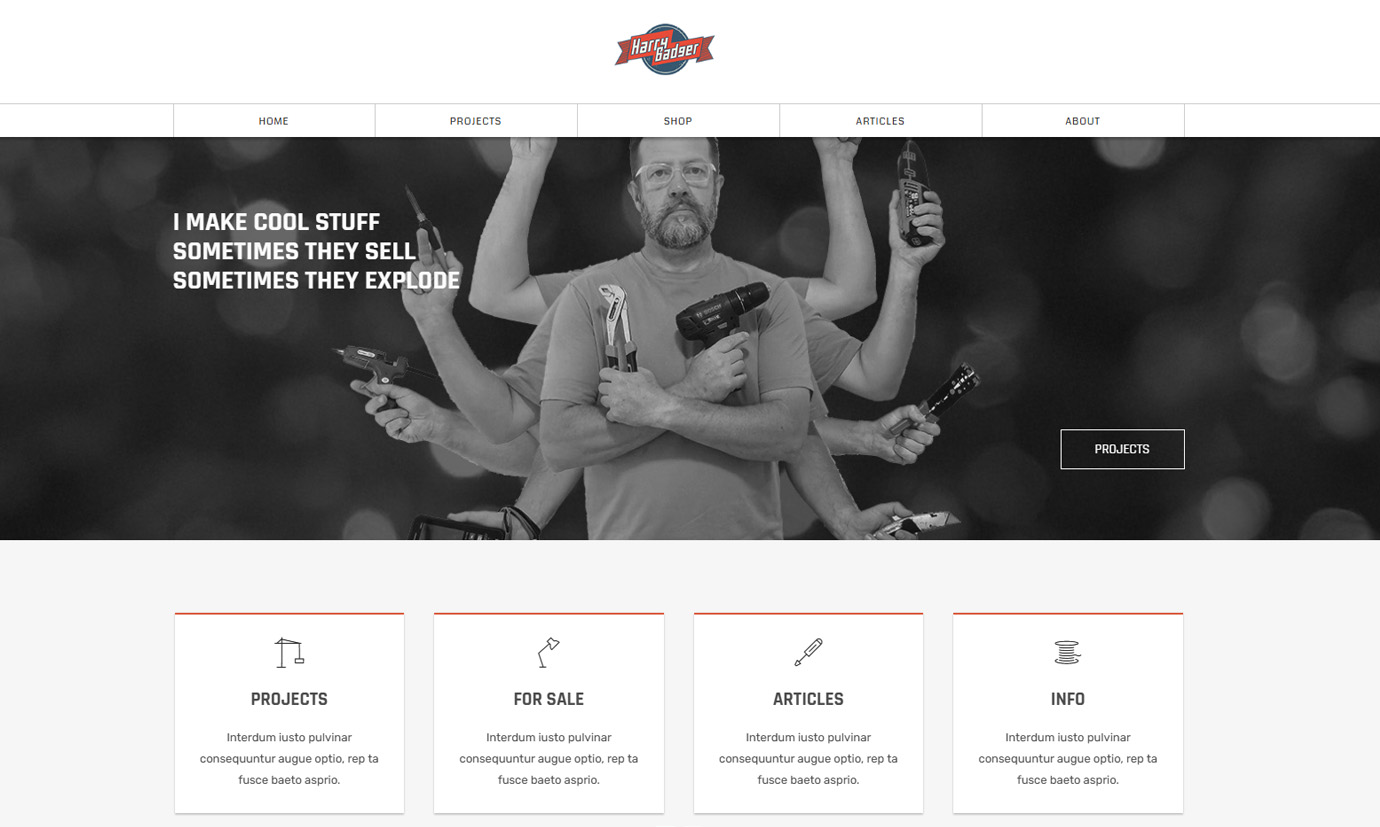 Harry
Badger
HOME
PROJECTS
SHOP
ARTICLES
ABOUT
I MAKE COOL STUFF
SOMETIMES THEY SELL
SOMETIMES THEY EXPLODE
PROJECTS
PROJECTS
Interdum iusto pulvinar
consequuntur augue optio, rep ta
fusce baeto asprio.
FOR SALE
Interdum iusto pulvinar
consequuntur augue optio, rep ta
fusce baeto asprio.
ARTICLES
Interdum iusto pulvinar
consequuntur augue optio, rep ta
fusce baeto asprio.
INFO
Interdum iusto pulvinar
consequuntur augue optio, rep ta
fusce baeto asprio.